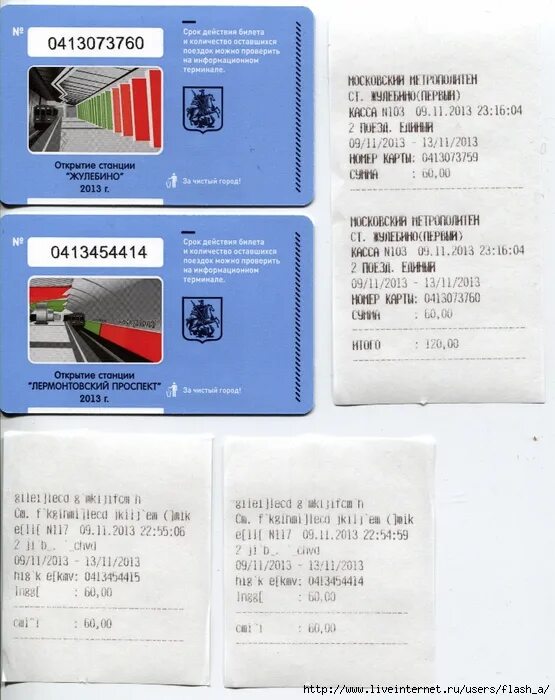 № 0413073760
Срок действия билета
и количество оставшихся
поездок можно проверить
на информационном
терминале.
Открытие станции
"ЖУЛЕБИНО"
2013 г.
За чистый город!
№ 0413454414
Срок действия билета
и количество оставшихся
поездок можно проверить
на информационном
терминале.
Открытие станции
"ЛЕРМОНТОВСКИЙ ПРОСПЕКТ"
2013 г.
За чистый город!
МОСКОВСКИЙ МЕТРОПОЛИТЕН
СТ. ЖУЛЕБИНО(ПЕРВЫЙ)
КАССА N103 09.11.2013 23:16:04
2 ПОЕЗД. ЕДИНЫЙ
09/11/2013 - 13/11/2013
НОМЕР КАРТЫ: 0413073759
СУММА : 60,00
МОСКОВСКИЙ МЕТРОПОЛИТЕН
СТ. ЖУЛЕБИНО(ПЕРВЫЙ)
КАССА N103 09.11.2013 23:16:04
2 ПОЕЗД. ЕДИНЫЙ
09/11/2013 - 13/11/2013
НОМЕР КАРТЫ: 0413073760
СУММА : 60,00
ИТОГО : 120,00
N117 09.11.2013 22:55:06
09/11/2013 - 13/11/2013
0413454415
: 60,00
: 60,00
N117 09.11.2013 22:54:59
09/11/2013 - 13/11/2013
0413454414
: 60,00
: 60,00
http://www.liveinternet.ru/users/flash_a/